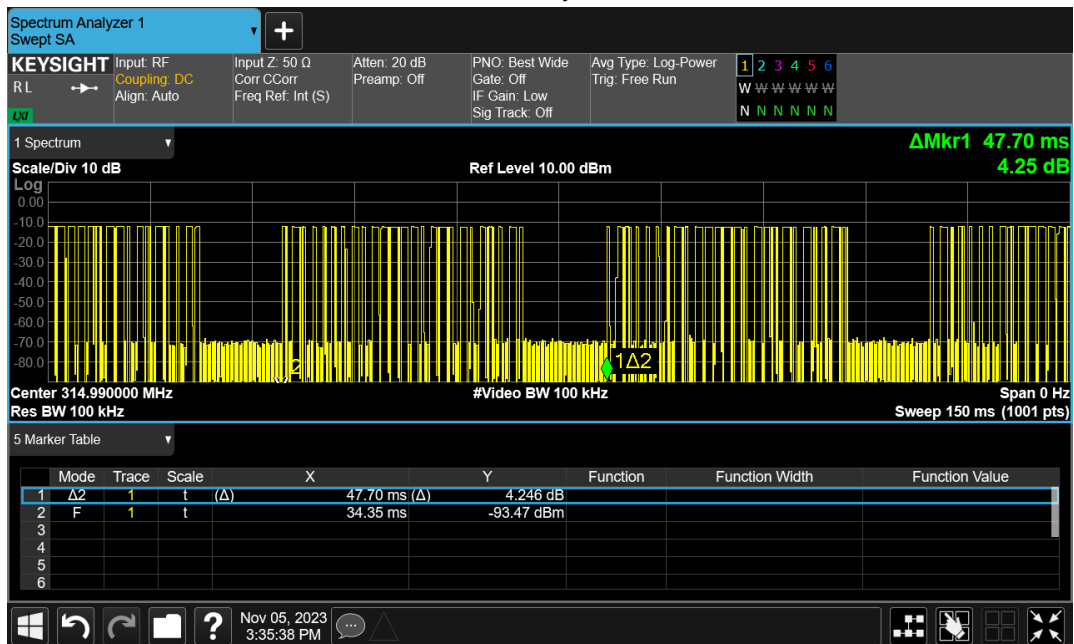 Spectrum Analyzer 1
Swept SA
+
KEYSIGHT Input: RF Input Z: 50 Ω Atten: 20 dB PNO: Best Wide Avg Type: Log-Power 1 2 3 4 5 6
RL Coupling: DC Corr CCorr Preamp: Off Gate: Off Trig: Free Run
Align: Auto Freq Ref: Int (S) IF Gain: Low W W W W W W
LXI Sig Track: Off N N N N N N
1 Spectrum ΔMkr1 47.70 ms
Scale/Div 10 dB Ref Level 10.00 dBm 4.25 dB
Log
0.00
-10.0
-20.0
-30.0
-40.0
-50.0
-60.0
-70.0
-80.0
2 1Δ2
Center 314.990000 MHz #Video BW 100 kHz Span 0 Hz
Res BW 100 kHz Sweep 150 ms (1001 pts)
5 Marker Table
Mode Trace Scale X Y Function Function Width Function Value
1 Δ2 1 t (Δ) 47.70 ms (Δ) 4.246 dB
2 F 1 t 34.35 ms -93.47 dBm
3
4
5
6
? Nov 05, 2023
3:35:38 PM